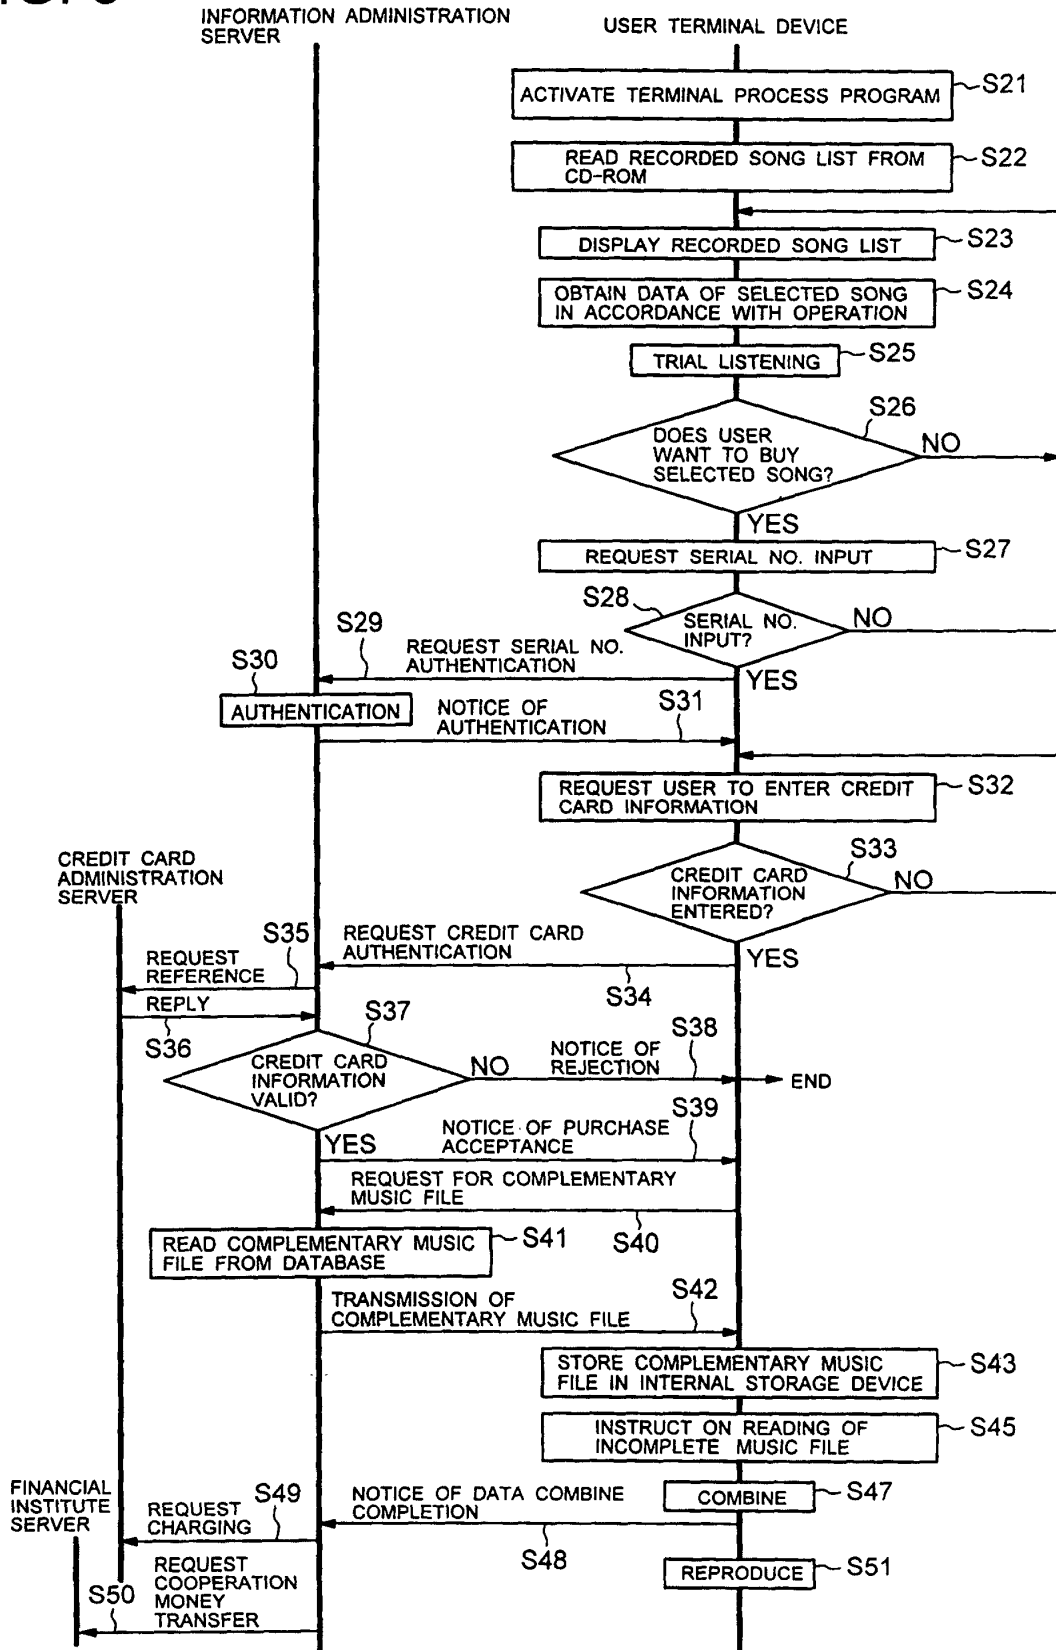 INFORMATION ADMINISTRATION
SERVER
USER TERMINAL DEVICE
ACTIVATE TERMINAL PROCESS PROGRAM
S21
READ RECORDED SONG LIST FROM
CD-ROM
S22
DISPLAY RECORDED SONG LIST
S23
OBTAIN DATA OF SELECTED SONG
IN ACCORDANCE WITH OPERATION
S24
TRIAL LISTENING
S25
S26
DOES USER
WANT TO BUY
SELECTED SONG?
NO
YES
REQUEST SERIAL NO. INPUT
S27
S28
SERIAL NO.
INPUT?
NO
YES
S29
REQUEST SERIAL NO.
AUTHENTICATION
S30
AUTHENTICATION
NOTICE OF
AUTHENTICATION
S31
REQUEST USER TO ENTER CREDIT
CARD INFORMATION
S32
CREDIT CARD
ADMINISTRATION
SERVER
S33
CREDIT CARD
INFORMATION
ENTERED?
NO
YES
REQUEST CREDIT CARD
AUTHENTICATION
S34
S35
REQUEST
REFERENCE
REPLY
S36
S37
CREDIT CARD
INFORMATION
VALID?
NO
NOTICE OF
REJECTION
S38
END
YES
NOTICE OF PURCHASE
ACCEPTANCE
S39
REQUEST FOR COMPLEMENTARY
MUSIC FILE
S40
READ COMPLEMENTARY MUSIC
FILE FROM DATABASE
S41
TRANSMISSION OF
COMPLEMENTARY MUSIC FILE
S42
STORE COMPLEMENTARY MUSIC
FILE IN INTERNAL STORAGE DEVICE
S43
INSTRUCT ON READING OF
INCOMPLETE MUSIC FILE
S45
COMBINE
S47
NOTICE OF DATA COMBINE
COMPLETION
S48
FINANCIAL
INSTITUTE
SERVER
REQUEST
CHARGING
S49
REPRODUCE
S51
S50
REQUEST
COOPERATION
MONEY
TRANSFER